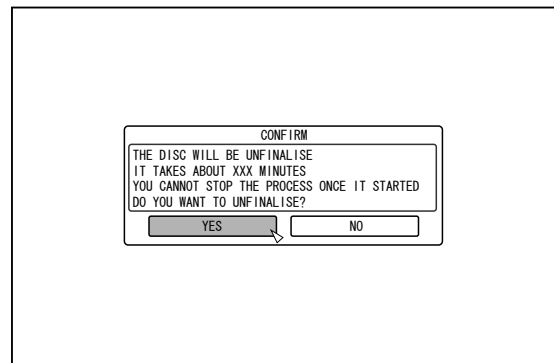 CONFIRM
THE DISC WILL BE UNFINALISE
IT TAKES ABOUT XXX MINUTES
YOU CANNOT STOP THE PROCESS ONCE IT STARTED
DO YOU WANT TO UNFINALISE?
YES NO